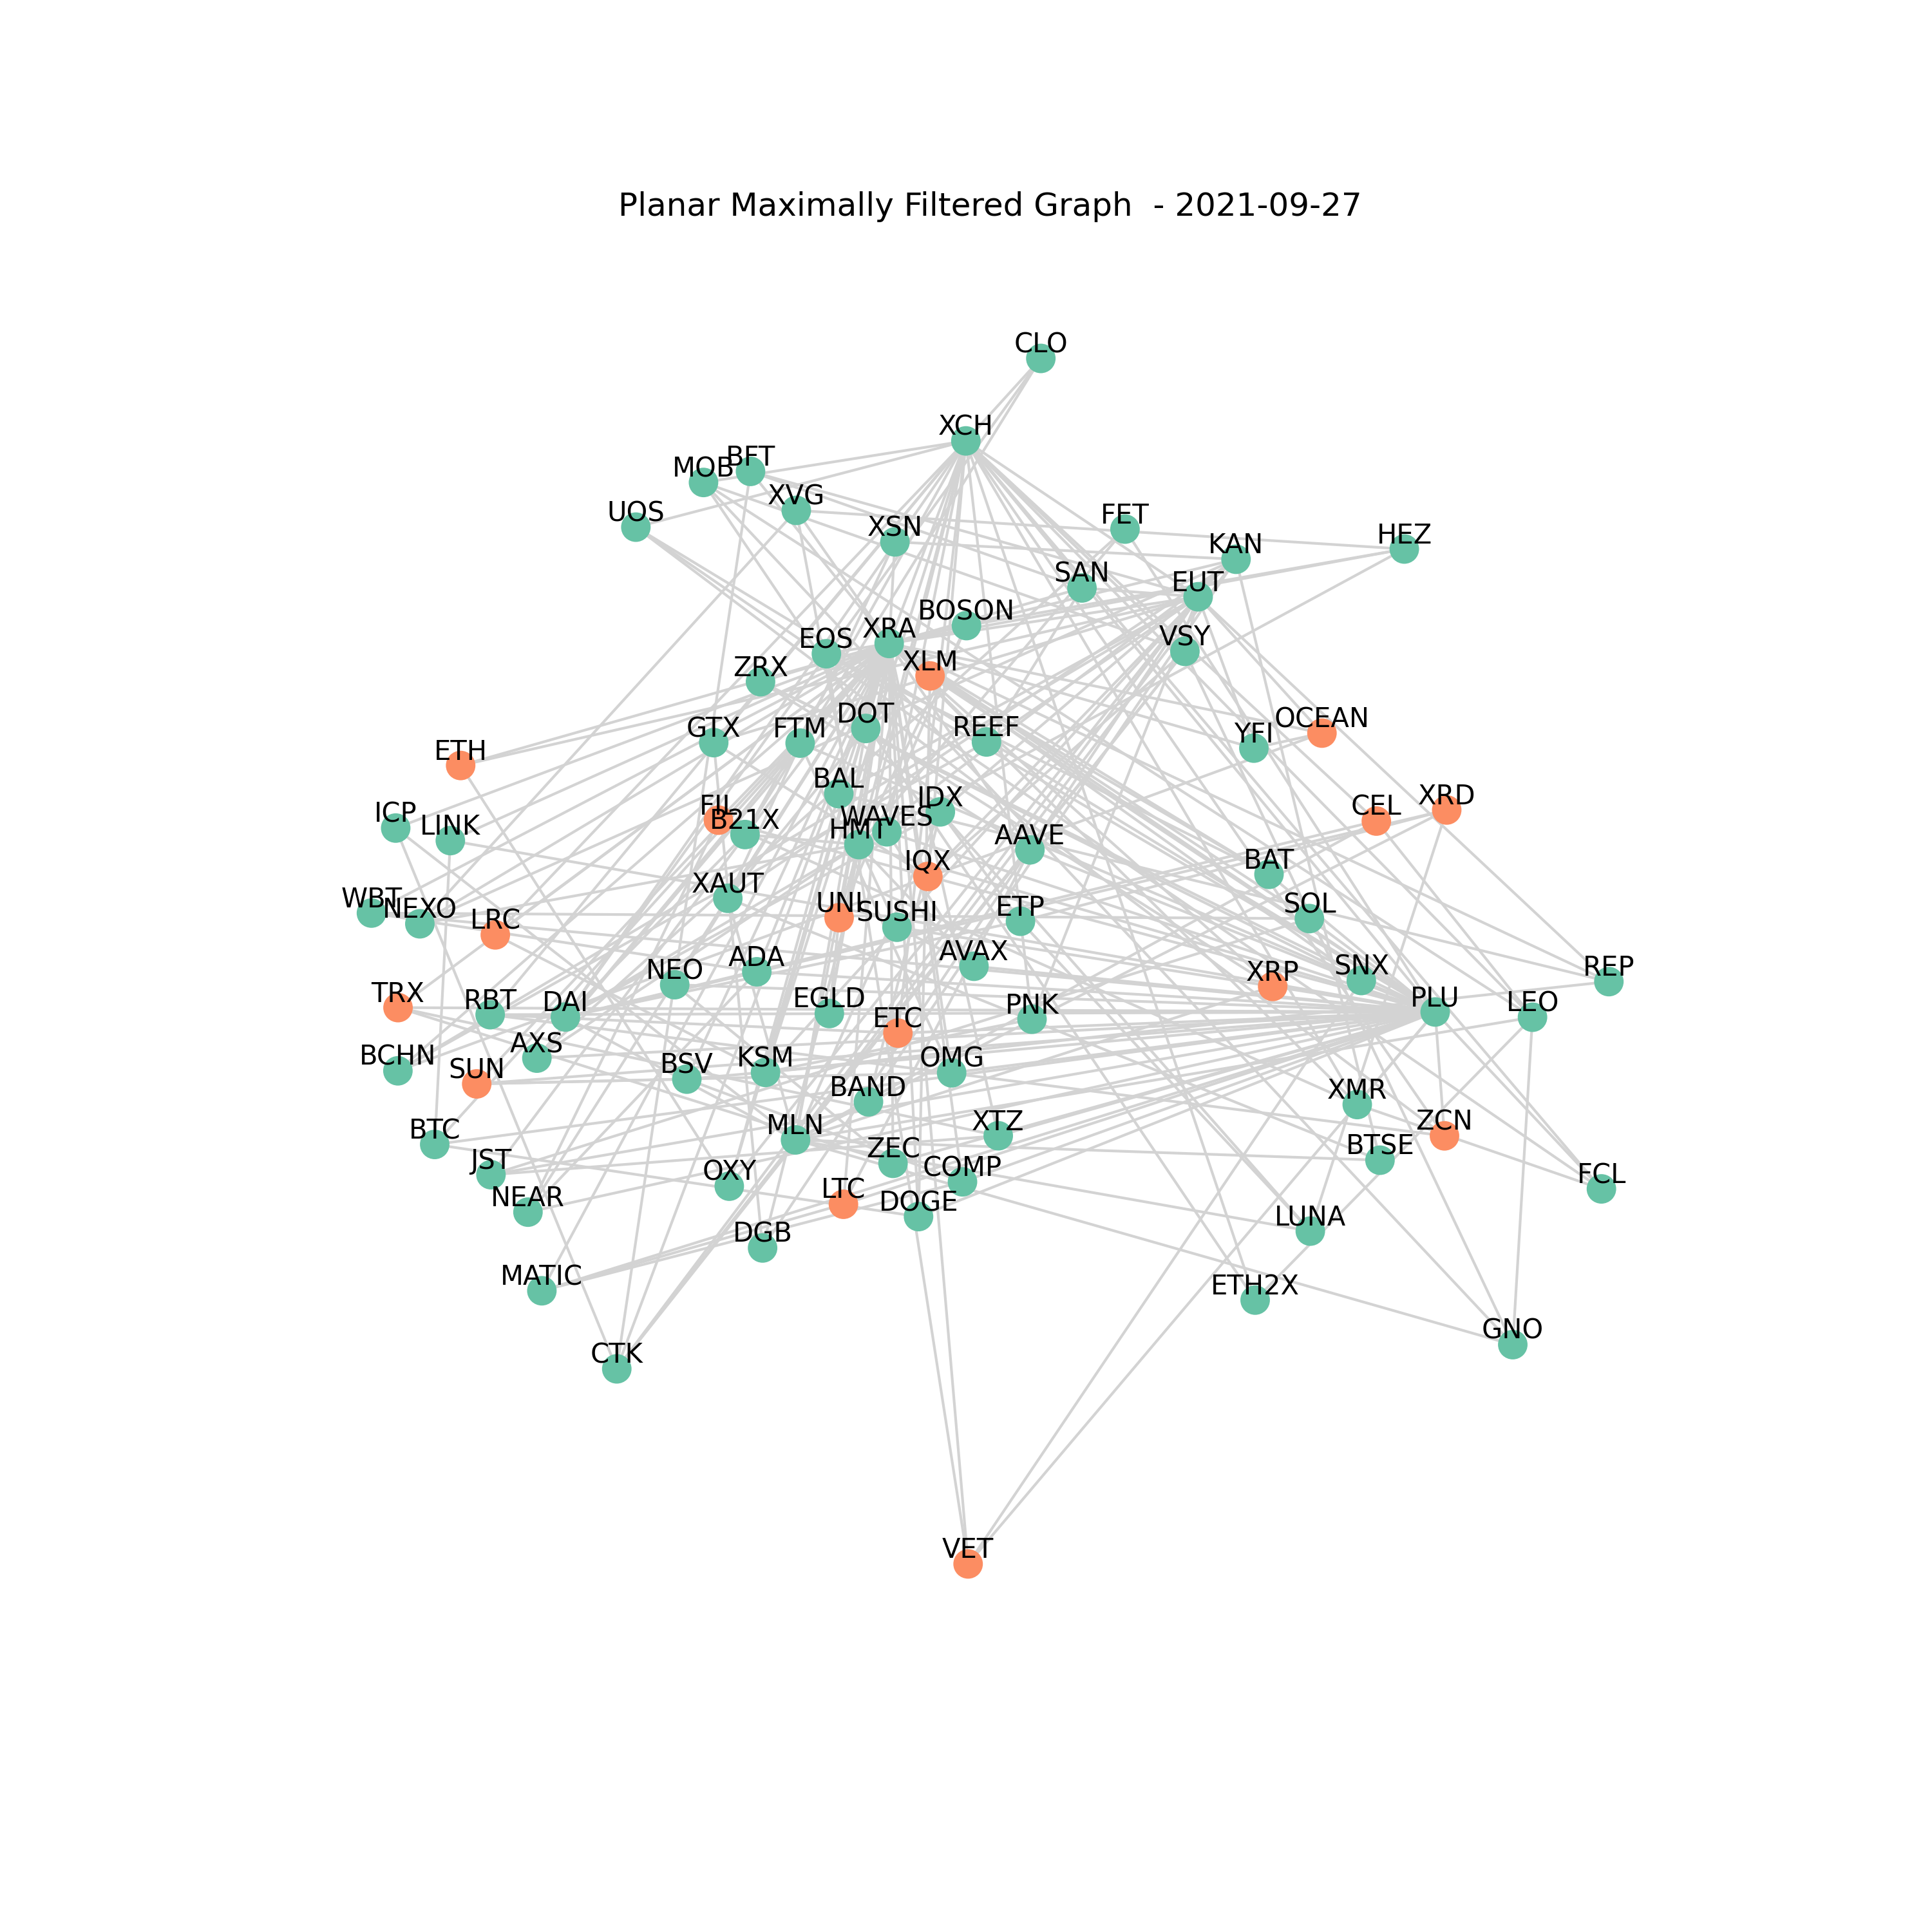 Planar Maximally Filtered Graph - 2021-09-27
CLO
XCH
BFT
MOB
XVG
UOS
FET
XSN
HEZ
KAN
SAN
EUT
BOSON
XRA
EOS
VSY
XLM
ZRX
DOT
OCEAN
GTX
FTM
REEF
YFI
ETH
BAL
IDX
XRD
FIL
CEL
ICP
B21X
WAVES
LINK
HMT
AAVE
IQX
BAT
XAUT
WBT
UNI
SOL
ETP
NEXO
SUSHI
LRC
AVAX
ADA
SNX
REP
NEO
XRP
TRX
EGLD
PLU
RBT
DAI
PNK
LEO
ETC
AXS
BCHN
KSM
OMG
BSV
SUN
BAND
XMR
XTZ
ZCN
MLN
BTC
BTSE
ZEC
JST
COMP
OXY
FCL
LTC
NEAR
DOGE
LUNA
DGB
MATIC
ETH2X
GNO
CTK
VET